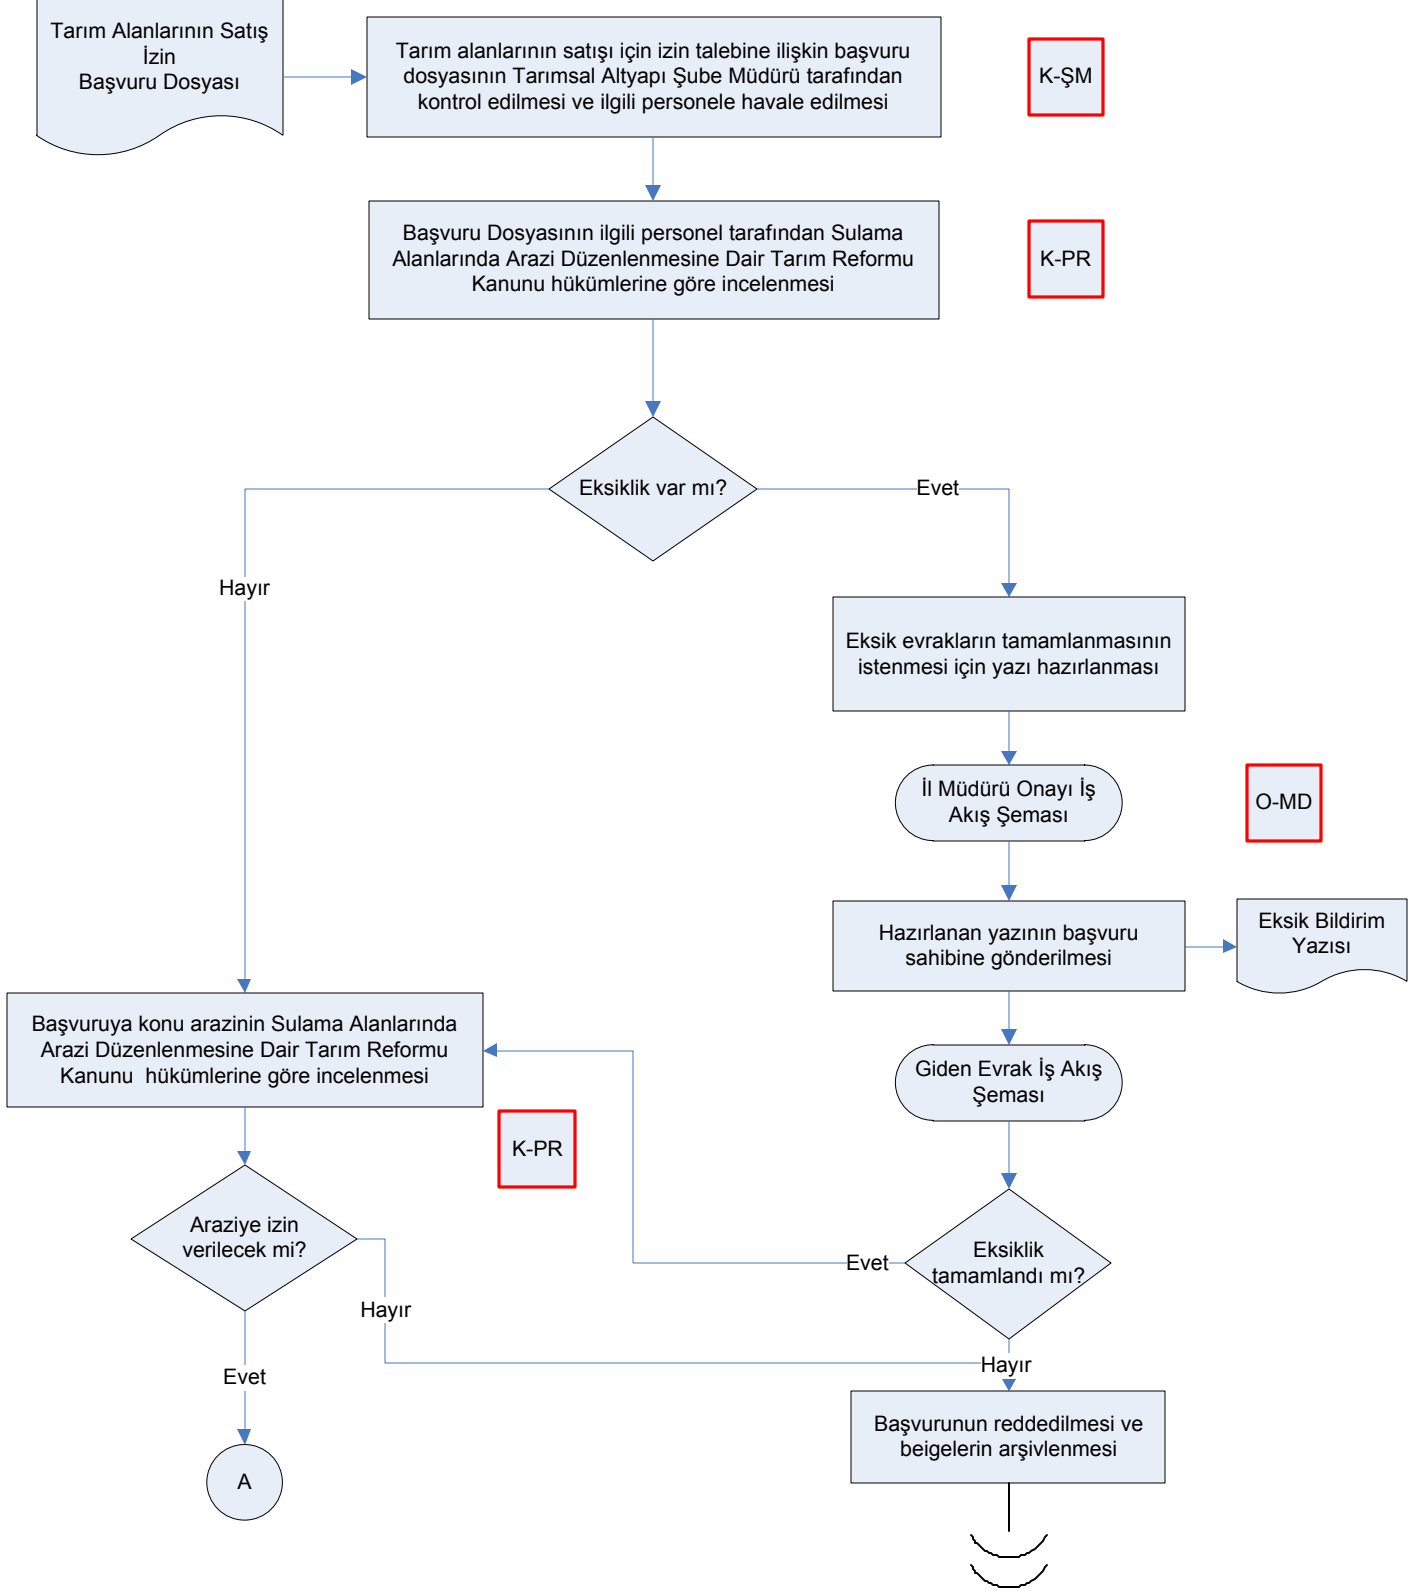 Tarım Alanlarının Satış
İzin
Başvuru Dosyası
Tarım alanlarının satışı için izin talebine ilişkin başvuru
dosyasının Tarımsal Altyapı Şube Müdürü tarafından
kontrol edilmesi ve ilgili personele havale edilmesi
K-ŞM
Başvuru Dosyasının ilgili personel tarafından Sulama
Alanlarında Arazi Düzenlenmesine Dair Tarım Reformu
Kanunu hükümlerine göre incelenmesi
K-PR
Eksiklik var mı?
Evet
Hayır
Eksik evrakların tamamlanmasının
istenmesi için yazı hazırlanması
İl Müdürü Onayı İş
Akış Şeması
O-MD
Hazırlanan yazının başvuru
sahibine gönderilmesi
Eksik Bildirim
Yazısı
Başvuruya konu arazinin Sulama Alanlarında
Arazi Düzenlenmesine Dair Tarım Reformu
Kanunu  hükümlerine göre incelenmesi
Giden Evrak İş Akış
Şeması
K-PR
Araziye izin
verilecek mi?
Evet
Eksiklik
tamamlandı mı?
Hayır
Hayır
Evet
Başvurunun reddedilmesi ve
beigelerin arşivlenmesi
A